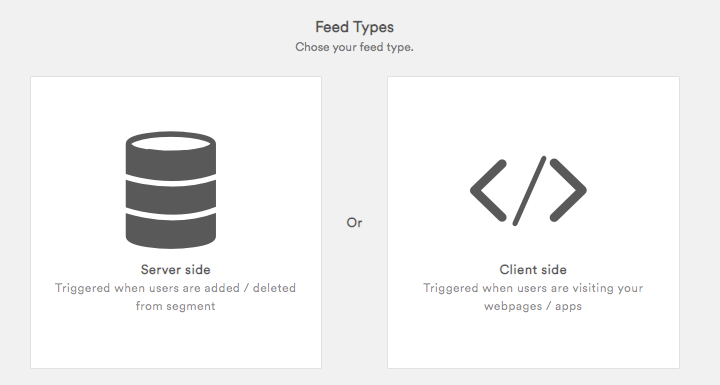 Feed Types
Chose your feed type.
Server side
Triggered when users are added / deleted
from segment
Or
Client side
Triggered when users are visiting your
webpages / apps